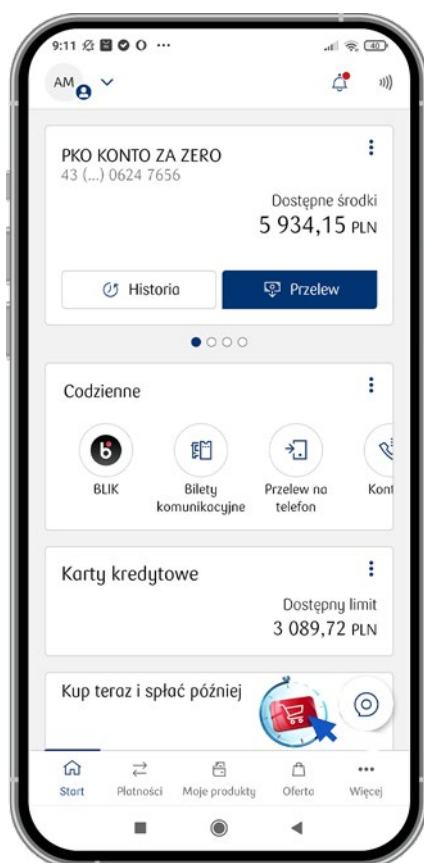 9:11
40
AM
PKO KONTO ZA ZERO
43 (...) 0624 7656
Dostępne środki
5 934,15 PLN
Historia
Przelew
Codzienne
BLIK
Bilety komunikacyjne
Przelew na telefon
Kont
Karty kredytowe
Dostępny limit
3 089,72 PLN
Kup teraz i spłać później
Start
Płatności
Moje produkty
Oferta
Więcej